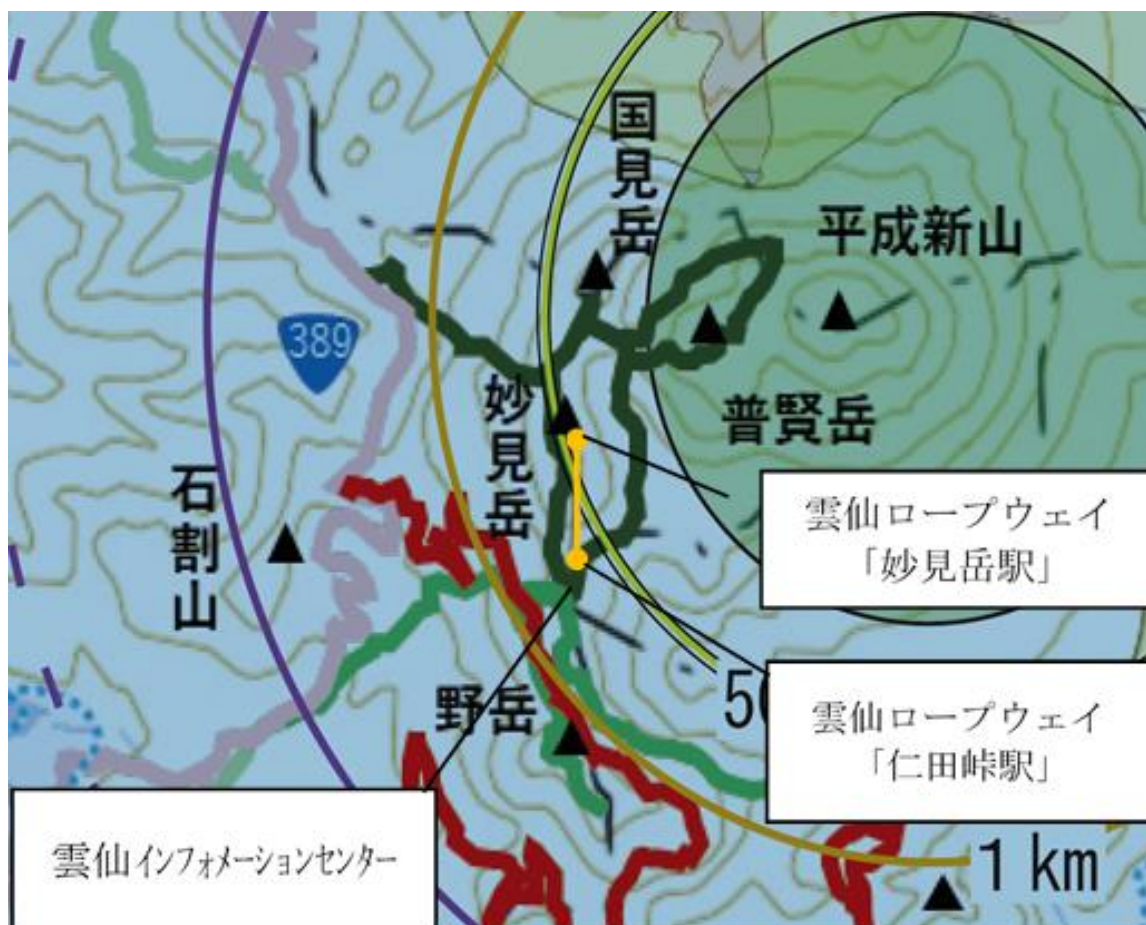 国見岳
平成新山
389
妙見岳
普賢岳
石割山
雲仙ロープウェイ
「妙見岳駅」
野岳
50
雲仙ロープウェイ
「仁田峠駅」
雲仙インフォメーションセンター
1 km